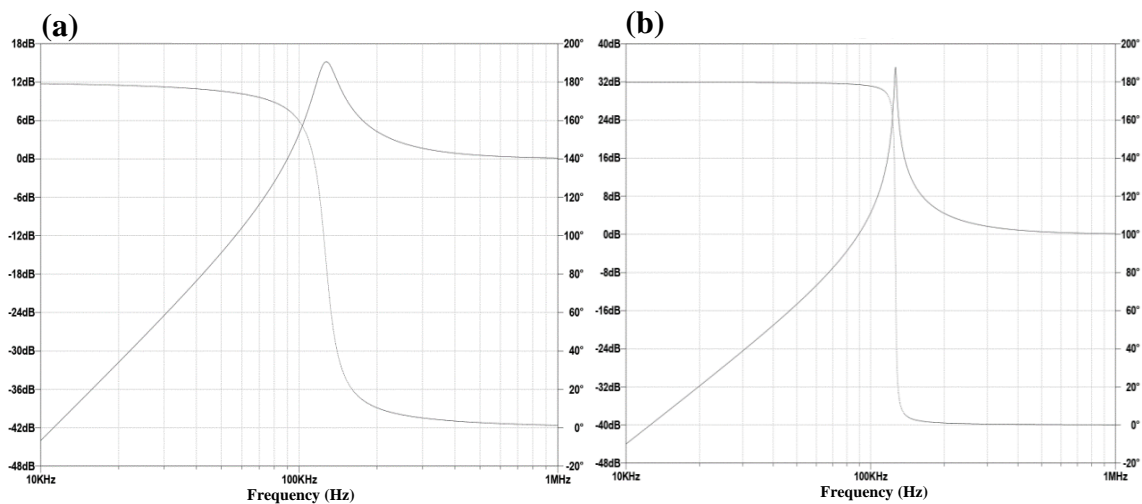 (a)
18dB
12dB
6dB
0dB
-6dB
-12dB
-18dB
-24dB
-30dB
-36dB
-42dB
-48dB
200°
180°
160°
140°
120°
100°
80°
60°
40°
20°
0°
-20°
10KHz
100KHz
1MHz
Frequency (Hz)
(b)
40dB
32dB
24dB
16dB
8dB
0dB
-8dB
-16dB
-24dB
-32dB
-40dB
-48dB
200°
180°
160°
140°
120°
100°
80°
60°
40°
20°
0°
-20°
10KHz
100KHz
1MHz
Frequency (Hz)